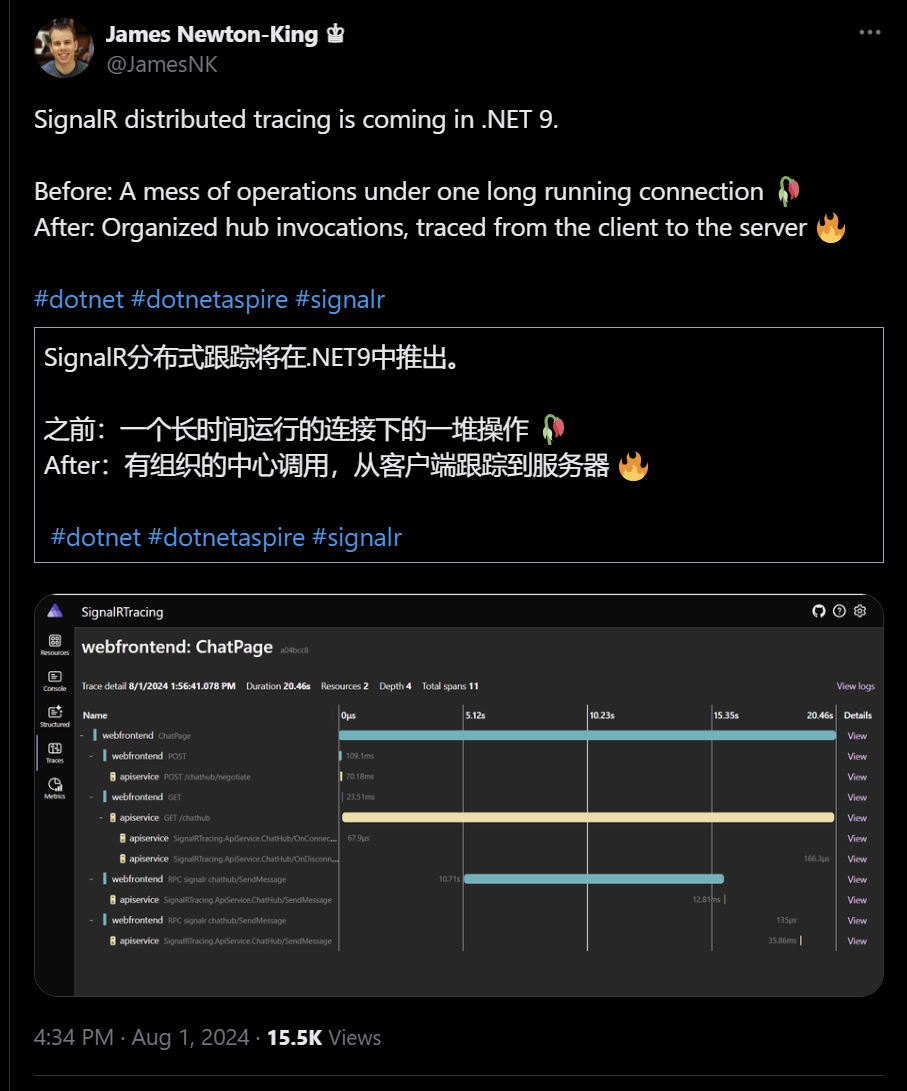 James Newton-King
@JamesNK
SignalR distributed tracing is coming in .NET 9.
Before: A mess of operations under one long running connection 🥀
After: Organized hub invocations, traced from the client to the server 🔥
#dotnet #dotnetaspire #signalr
SignalR分布式跟踪将在.NET9中推出。
之前：一个长时间运行的连接下的一堆操作 🥀
After：有组织的中心调用，从客户端跟踪到服务器 🔥
#dotnet #dotnetaspire #signalr
SignalRTracing
Resources
Console
Structured
Traces
Metrics
webfrontend: ChatPage a04bcc8
Trace detail 8/1/2024 1:56:41.078 PM Duration 20.46s Resources 2 Depth 4 Total spans 11 View logs
Name 0μs 5.12s 10.23s 15.35s 20.46s Details
webfrontend ChatPage View
webfrontend POST 109.1ms View
apiservice POST /chathub/negotiate 70.18ms View
webfrontend GET 23.51ms View
apiservice GET /chathub View
apiservice SignalRTracing.ApiService.ChatHub/OnConnec... 67.9μs View
apiservice SignalRTracing.ApiService.ChatHub/OnDisconn... 166.3μs View
webfrontend RPC signalr chathub/SendMessage 10.71s View
apiservice SignalRTracing.ApiService.ChatHub/SendMessage 12.81ms View
webfrontend RPC signalr chathub/SendMessage 135μs View
apiservice SignalRTracing.ApiService.ChatHub/SendMessage 35.86ms View
4:34 PM · Aug 1, 2024 · 15.5K Views